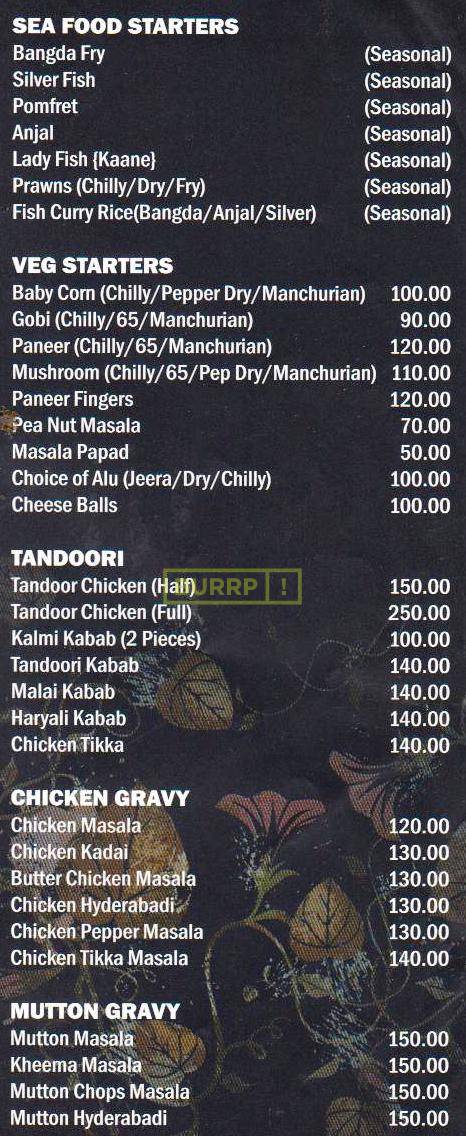 SEA FOOD STARTERS
Bangda Fry (Seasonal)
Silver Fish (Seasonal)
Pomfret (Seasonal)
Anjal (Seasonal)
Lady Fish {Kaane} (Seasonal)
Prawns (Chilly/Dry/Fry) (Seasonal)
Fish Curry Rice(Bangda/Anjal/Silver) (Seasonal)
VEG STARTERS
Baby Corn (Chilly/Pepper Dry/Manchurian) 100.00
Gobi (Chilly/65/Manchurian) 90.00
Paneer (Chilly/65/Manchurian) 120.00
Mushroom (Chilly/65/Pep Dry/Manchurian) 110.00
Paneer Fingers 120.00
Pea Nut Masala 70.00
Masala Papad 50.00
Choice of Alu (Jeera/Dry/Chilly) 100.00
Cheese Balls 100.00
TANDOORI
Tandoor Chicken (Half) 150.00
BURRP!
Tandoor Chicken (Full) 250.00
Kalmi Kabab (2 Pieces) 100.00
Tandoori Kabab 140.00
Malai Kabab 140.00
Haryali Kabab 140.00
Chicken Tikka 140.00
CHICKEN GRAVY
Chicken Masala 120.00
Chicken Kadai 130.00
Butter Chicken Masala 130.00
Chicken Hyderabadi 130.00
Chicken Pepper Masala 130.00
Chicken Tikka Masala 140.00
MUTTON GRAVY
Mutton Masala 150.00
Kheema Masala 150.00
Mutton Chops Masala 150.00
Mutton Hyderabadi 150.00